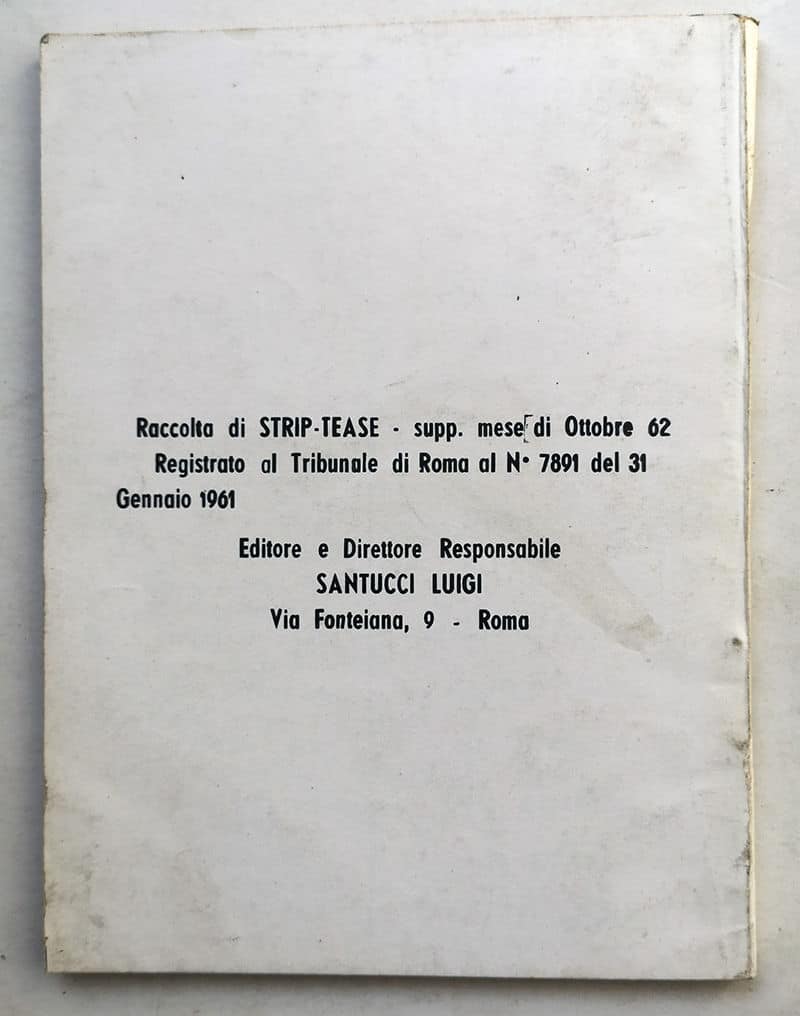 Raccolta di STRIP-TEASE - supp. mese di Ottobre 62
Registrato al Tribunale di Roma al N° 7891 del 31
Gennaio 1961
Editore e Direttore Responsabile
SANTUCCI LUIGI
Via Fonteiana, 9 - Roma